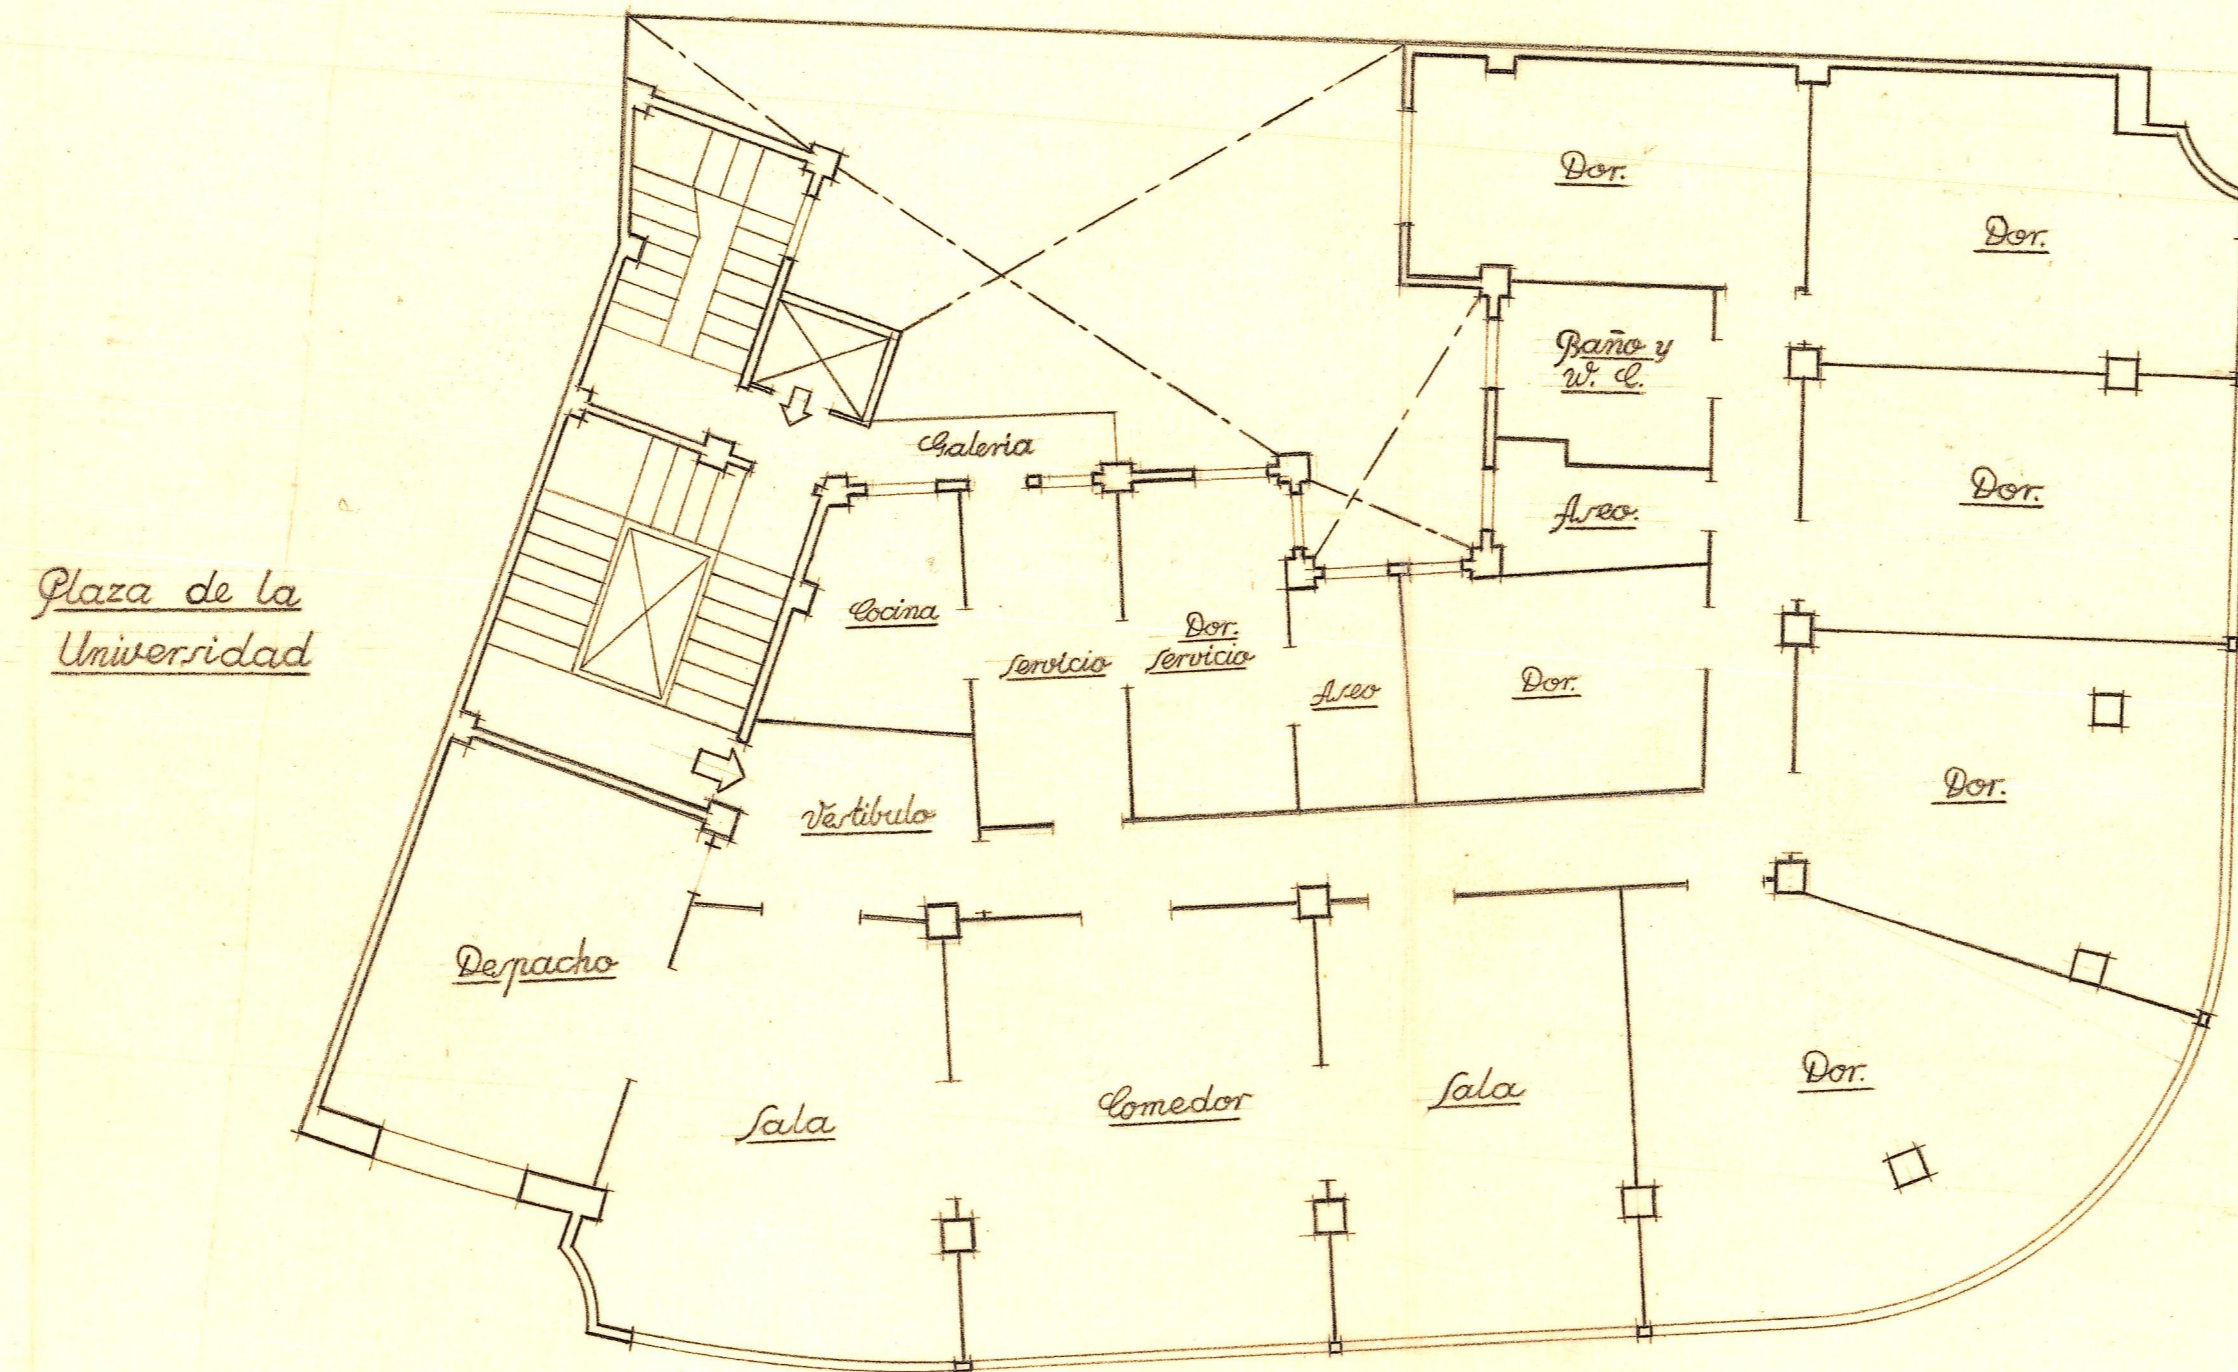 Dor.
Dor.
Baño y
W. C.
Galeria
Dor.
Aseo.
Plaza de la
Universidad
Cocina
Servicio
Dor.
Servicio
Aseo
Dor.
Dor.
Vestibulo
Despacho
Sala
Comedor
Sala
Dor.